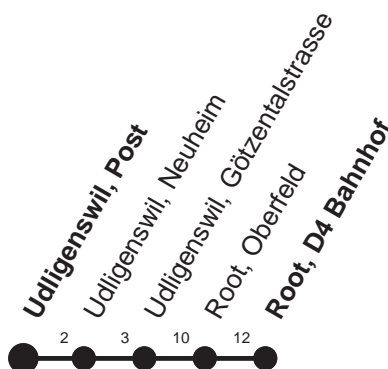 Udligenswil, Post
Udligenswil, Neuheim
Udligenswil, Götzentalstrasse
Root, Oberfeld
Root, D4 Bahnhof
2 3 10 12